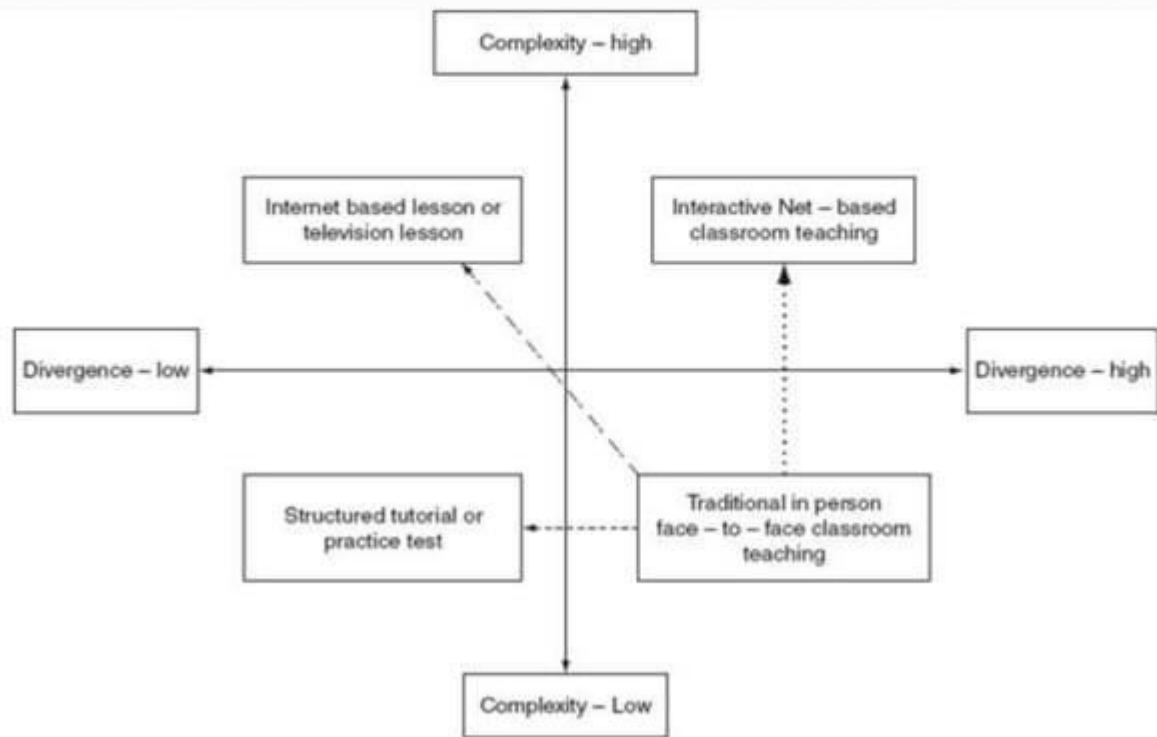 Complexity – high
Internet based lesson or
television lesson
Interactive Net – based
classroom teaching
Divergence – low
Divergence – high
Structured tutorial or
practice test
Traditional in person
face – to – face classroom
teaching
Complexity – Low